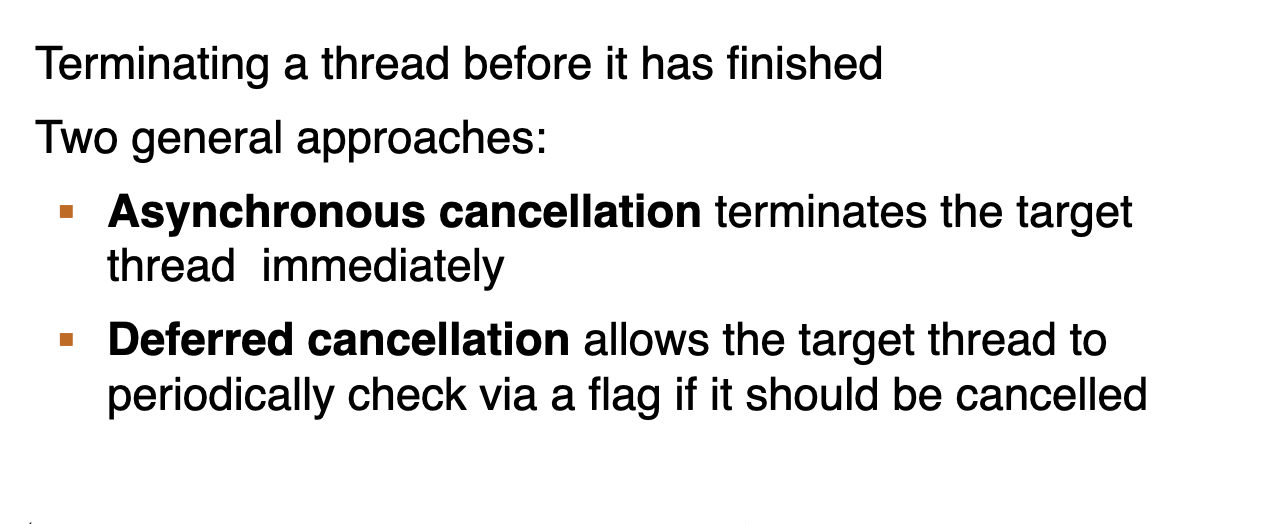 Terminating a thread before it has finished
Two general approaches:
▪ Asynchronous cancellation terminates the target
thread  immediately
▪ Deferred cancellation allows the target thread to
periodically check via a flag if it should be cancelled